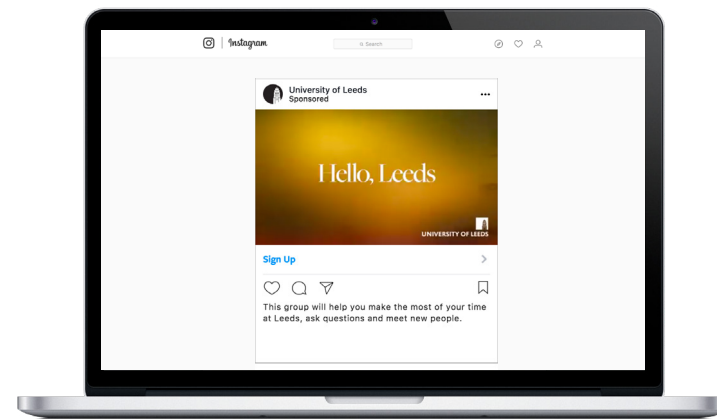 Instagram
Search
University of Leeds
Sponsored
Hello, Leeds
UNIVERSITY OF LEEDS
Sign Up
This group will help you make the most of your time
at Leeds, ask questions and meet new people.